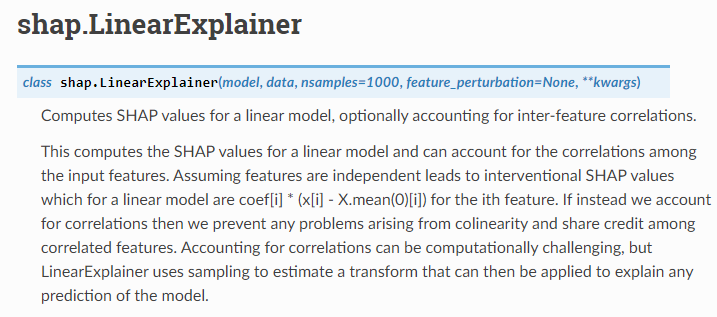 shap.LinearExplainer
class shap.LinearExplainer(model, data, nsamples=1000, feature_perturbation=None, **kwargs)
Computes SHAP values for a linear model, optionally accounting for inter-feature correlations.
This computes the SHAP values for a linear model and can account for the correlations among
the input features. Assuming features are independent leads to interventional SHAP values
which for a linear model are coef[i] * (x[i] - X.mean(0)[i]) for the ith feature. If instead we account
for correlations then we prevent any problems arising from colinearity and share credit among
correlated features. Accounting for correlations can be computationally challenging, but
LinearExplainer uses sampling to estimate a transform that can then be applied to explain any
prediction of the model.